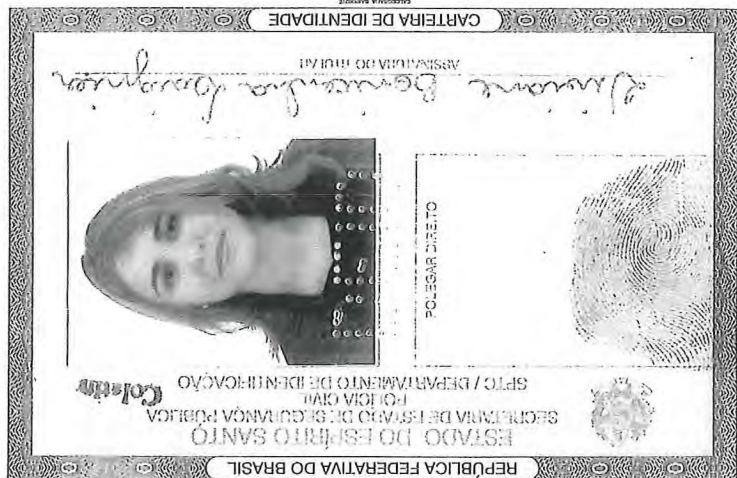 REPÚBLICA FEDERATIVA DO BRASIL
ESTADO DO ESPÍRITO SANTO
SECRETARIA DE ESTADO DE SEGURANÇA PÚBLICA
POLÍCIA CIVIL
SPTC / DEPARTAMENTO DE IDENTIFICAÇÃO
Colatina
POLEGAR DIREITO
ASSINATURA DO TITULAR
CARTEIRA DE IDENTIDADE